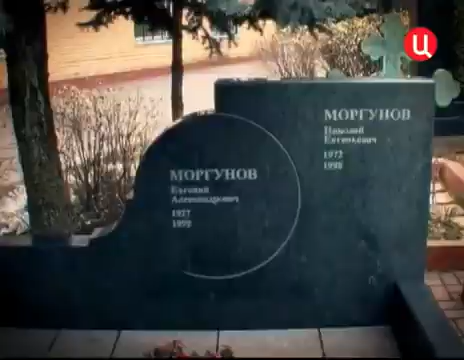 Ц
МОРГУНОВ
Николай
Евгеньевич
1972
1998
МОРГУНОВ
Евгений
Александрович
1927
1999